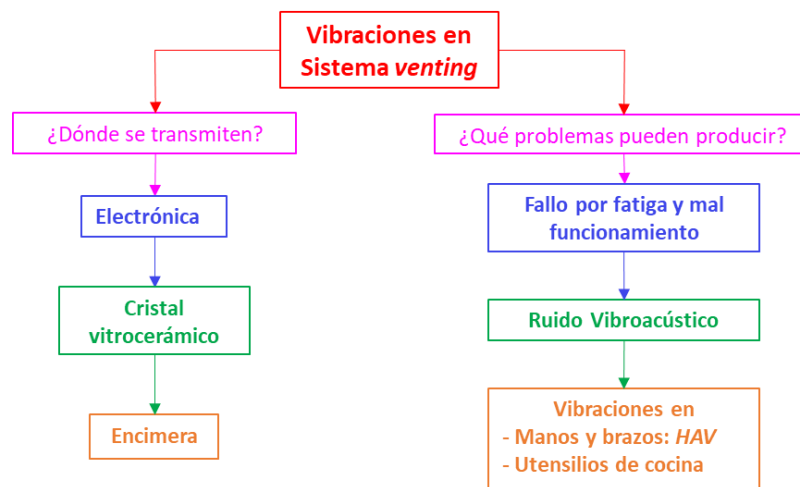 Vibraciones en
Sistema venting
¿Dónde se transmiten?
¿Qué problemas pueden producir?
Electrónica
Fallo por fatiga y mal
funcionamiento
Cristal
vitrocerámico
Ruido Vibroacústico
Encimera
Vibraciones en
- Manos y brazos: HAV
- Utensilios de cocina